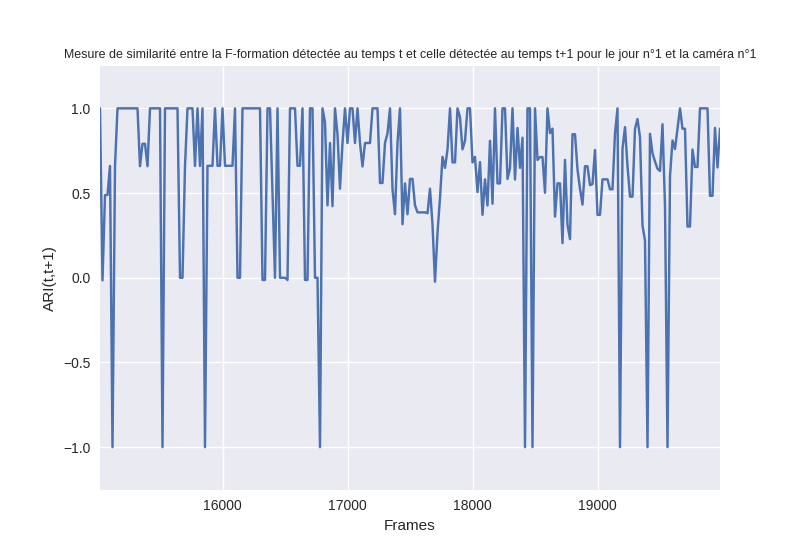 Mesure de similarité entre la F-formation détectée au temps t et celle détectée au temps t+1 pour le jour n°1 et la caméra n°1
1.0
0.5
0.0
−0.5
−1.0
ARI(t,t+1)
16000 17000 18000 19000
Frames